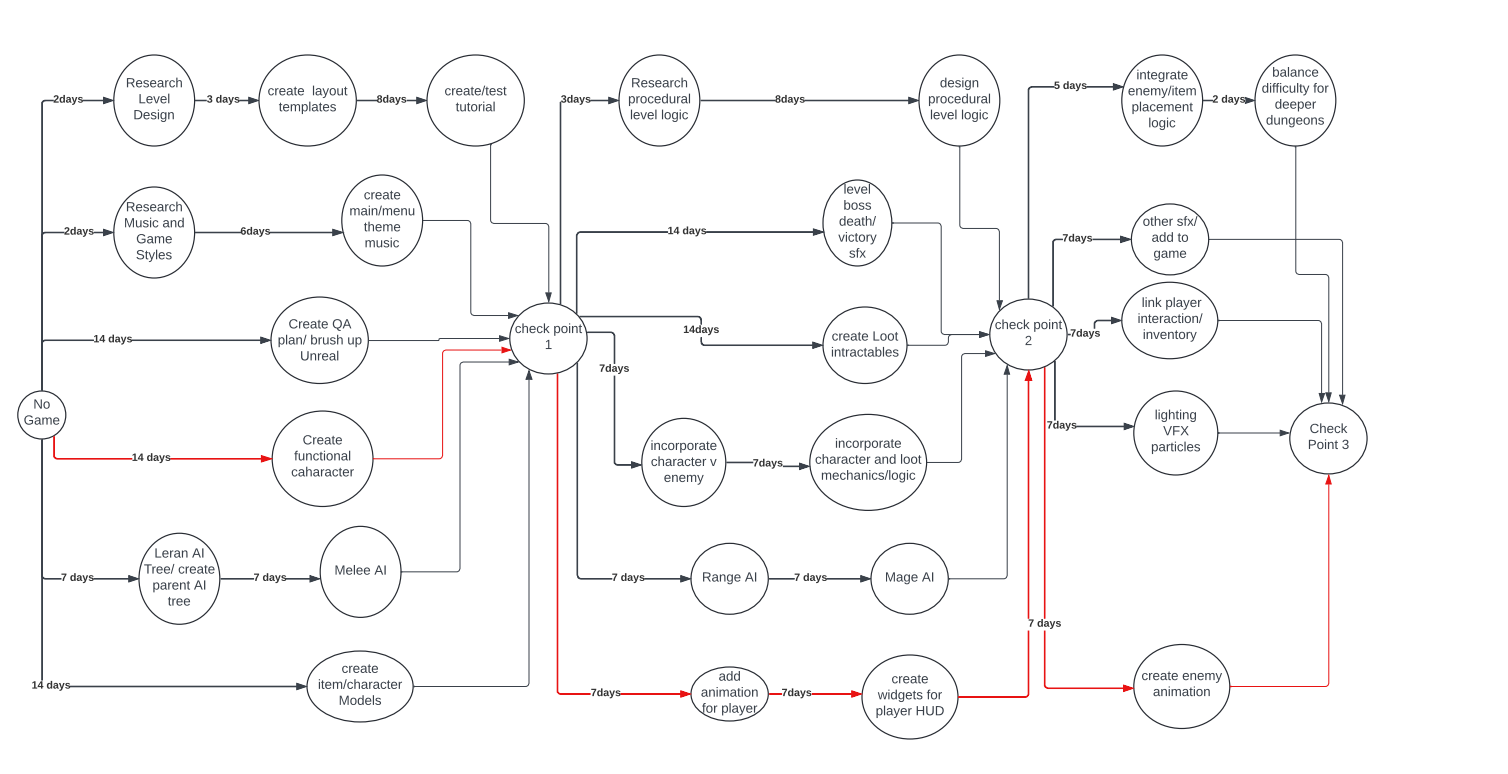 Research
Level
Design
create layout
templates
create/test
tutorial
Research
procedural
level logic
design
procedural
level logic
integrate
enemy/item
placement
logic
balance
difficulty for
deeper
dungeons
2days
3 days
8days
3days
8days
5 days
2 days
Research
Music and
Game
Styles
create
main/menu
theme
music
level
boss
death/
victory
sfx
other sfx/
add to
game
2days
6days
14 days
7days
Create QA
plan/ brush up
Unreal
check point
1
create Loot
intractables
check point
2
link player
interaction/
inventory
14 days
14days
7days
7days
No
Game
Create
functional
caharacter
incorporate
character v
enemy
incorporate
character and loot
mechanics/logic
lighting
VFX
particles
Check
Point 3
14 days
7days
7days
Leran AI
Tree/ create
parent AI
tree
Melee AI
Range AI
Mage AI
7 days
7 days
7 days
7 days
7 days
create
item/character
Models
add
animation
for player
create
widgets for
player HUD
create enemy
animation
14 days
7days
7days